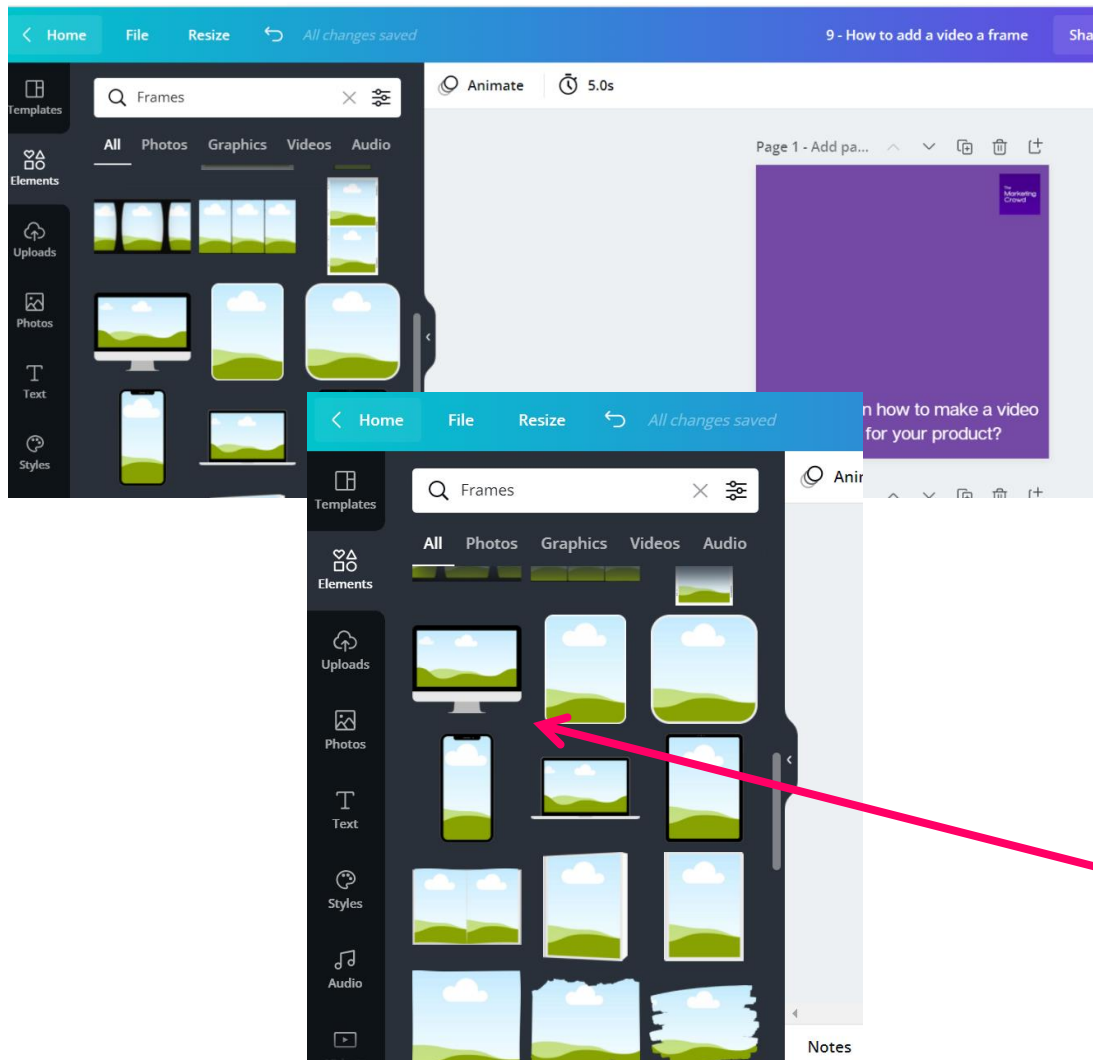 Home File Resize All changes saved 9 - How to add a video a frame Sha
Templates
Frames
Animate 5.0s
All Photos Graphics Videos Audio
Page 1 - Add pa...
Elements
The
Marketing
Crowd
Uploads
Photos
Text
Styles
n how to make a video
for your product?
Home File Resize All changes saved
Templates
Frames
Anir
All Photos Graphics Videos Audio
Elements
Uploads
Photos
Text
Styles
Audio
Notes